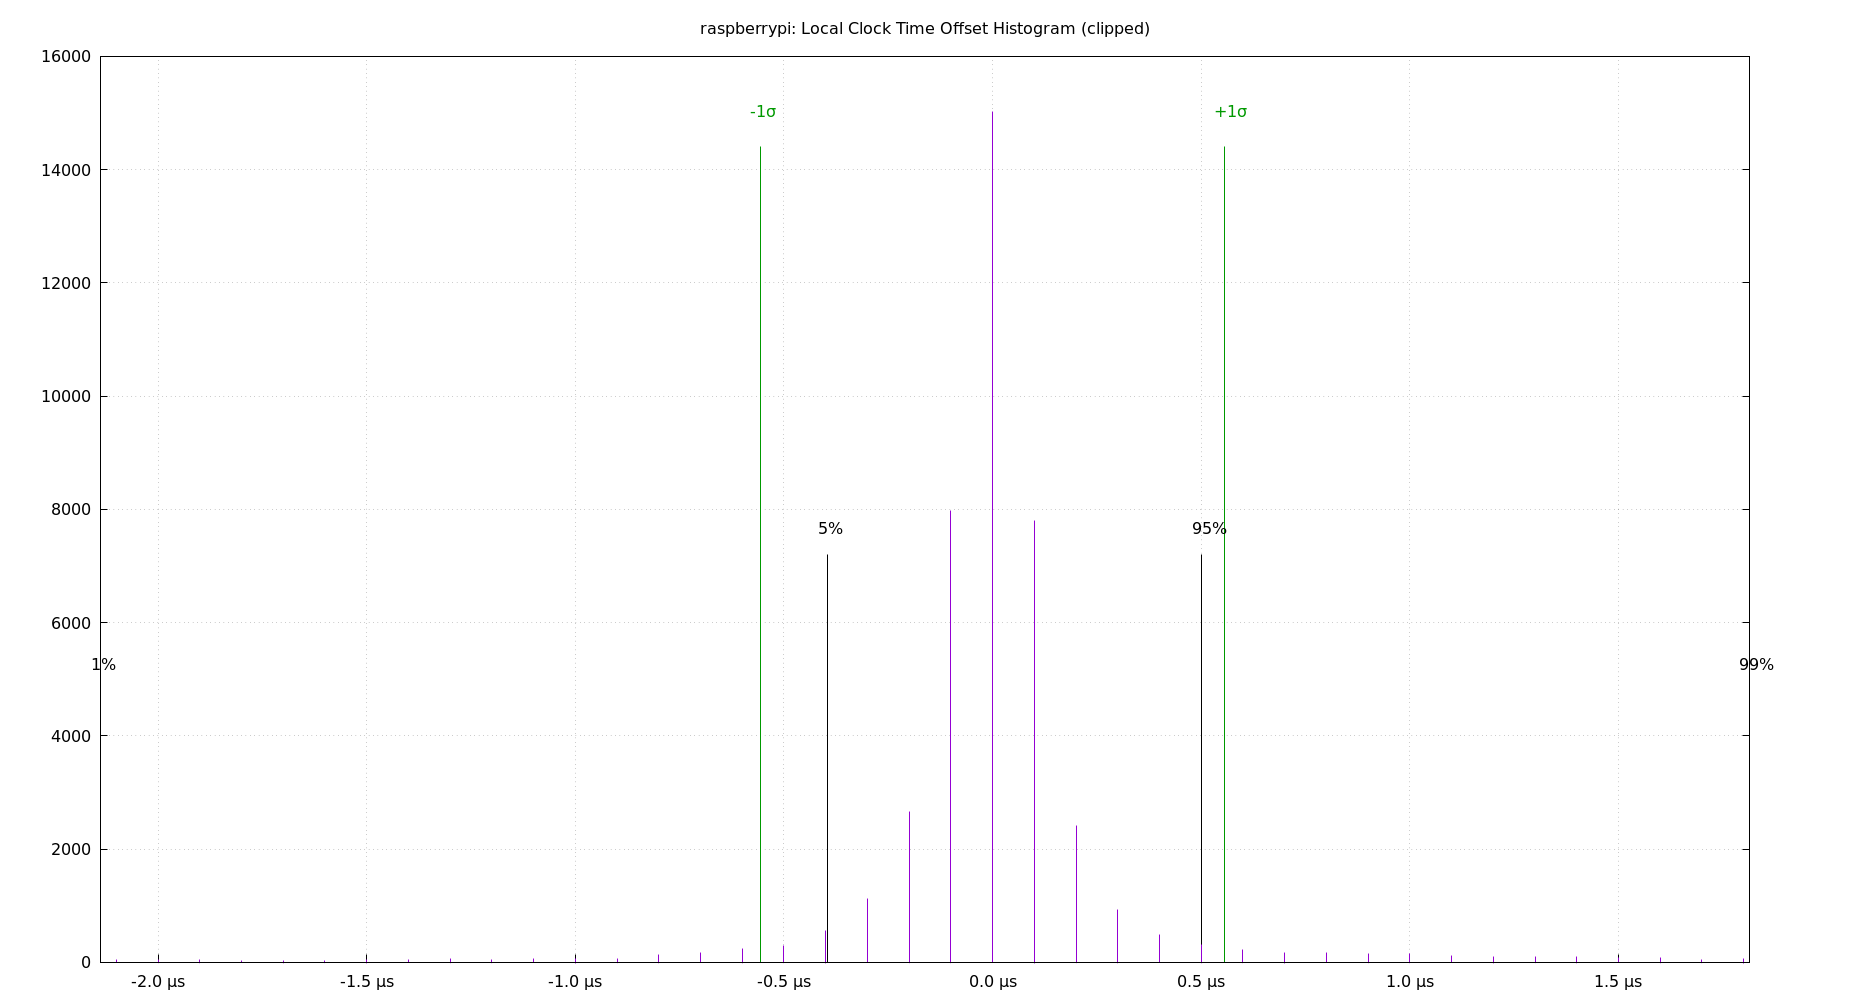 raspberrypi: Local Clock Time Offset Histogram (clipped)
16000
-1σ
+1σ
14000
12000
10000
8000
5%
95%
6000
1%
99%
4000
2000
0
-2.0 µs
-1.5 µs
-1.0 µs
-0.5 µs
0.0 µs
0.5 µs
1.0 µs
1.5 µs